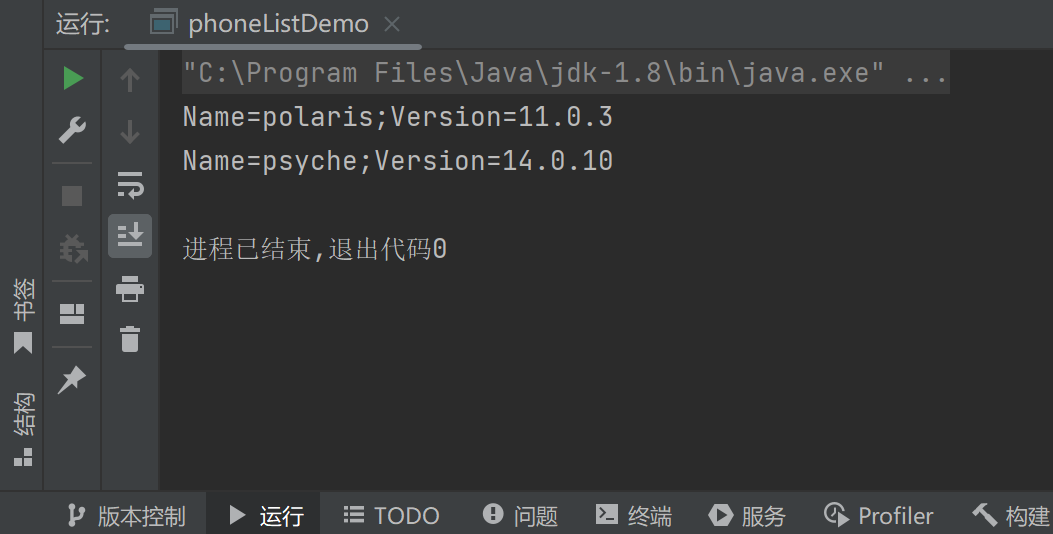 运行:
phoneListDemo
"C:\Program Files\Java\jdk-1.8\bin\java.exe" ...
Name=polaris;Version=11.0.3
Name=psyche;Version=14.0.10
进程已结束,退出代码0
书签
结构
版本控制
运行
TODO
问题
终端
服务
Profiler
构建